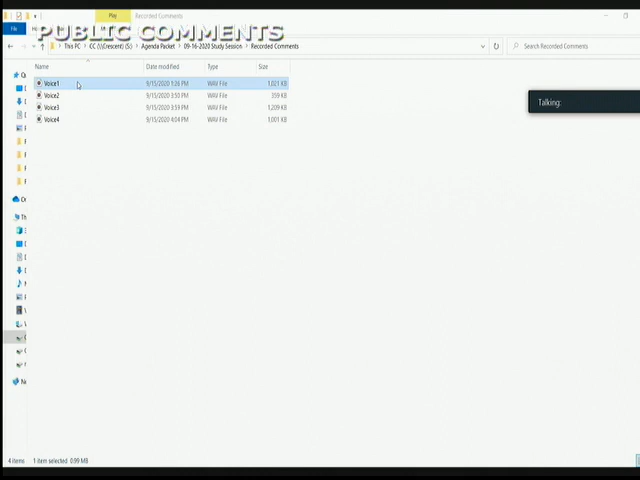 Play Recorded Comments
File
PUBLIC COMMENTS
This PC > CC (\\Crescent) (S:) > Agenda Packet > 09-16-2020 Study Session > Recorded Comments
Search Recorded Comments
Name Date modified Type Size
Voice1 9/15/2020 1:26 PM WAV File 1,021 KB
Voice2 9/15/2020 3:50 PM WAV File 359 KB
Voice3 9/15/2020 3:59 PM WAV File 1,209 KB
Voice4 9/15/2020 4:04 PM WAV File 1,001 KB
Talking:
4 items 1 item selected 0.99 MB